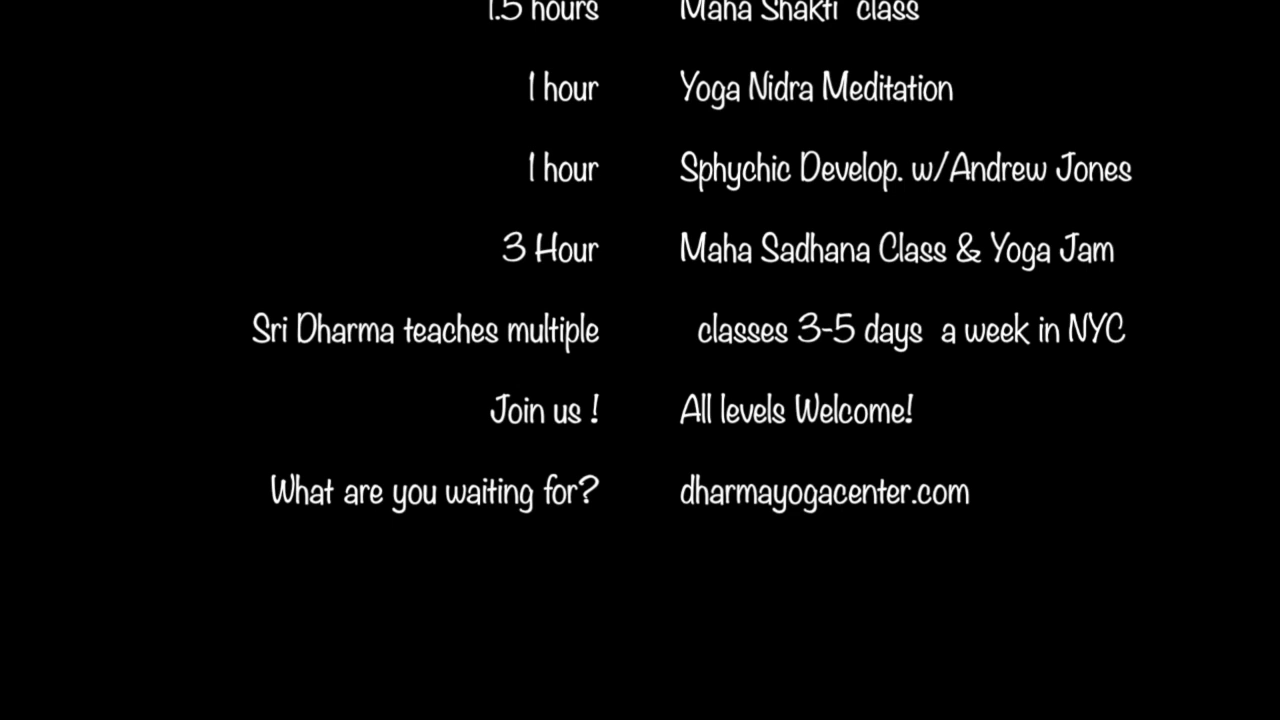 1.5 hours Maha Shakti class
1 hour Yoga Nidra Meditation
1 hour Sphychic Develop. w/Andrew Jones
3 Hour Maha Sadhana Class & Yoga Jam
Sri Dharma teaches multiple classes 3-5 days a week in NYC
Join us ! All levels Welcome!
What are you waiting for? dharmayogacenter.com